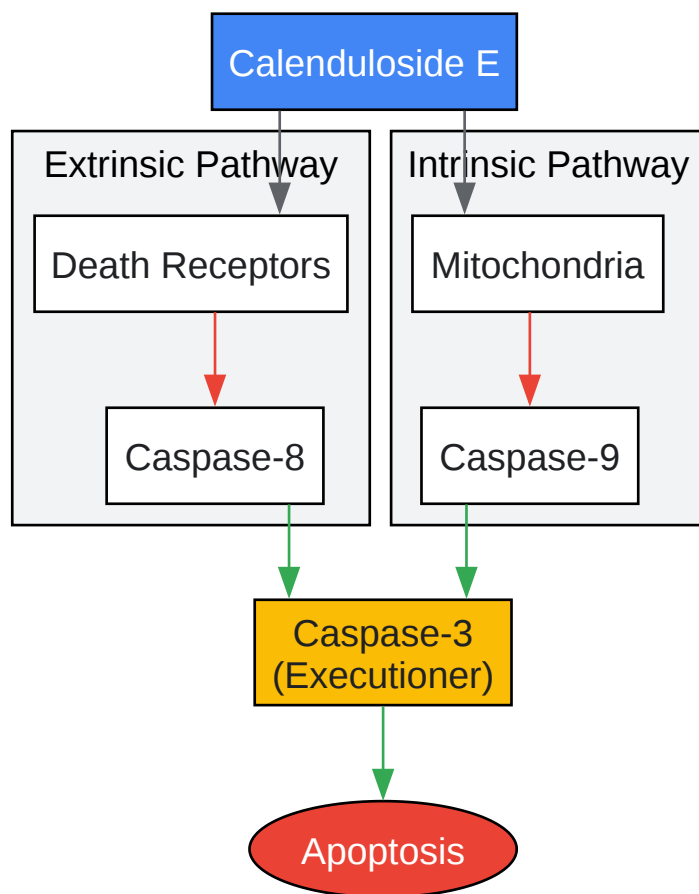 Calenduloside E
Extrinsic Pathway
Intrinsic Pathway
Death Receptors
Mitochondria
Caspase-8
Caspase-9
Caspase-3
(Executioner)
Apoptosis